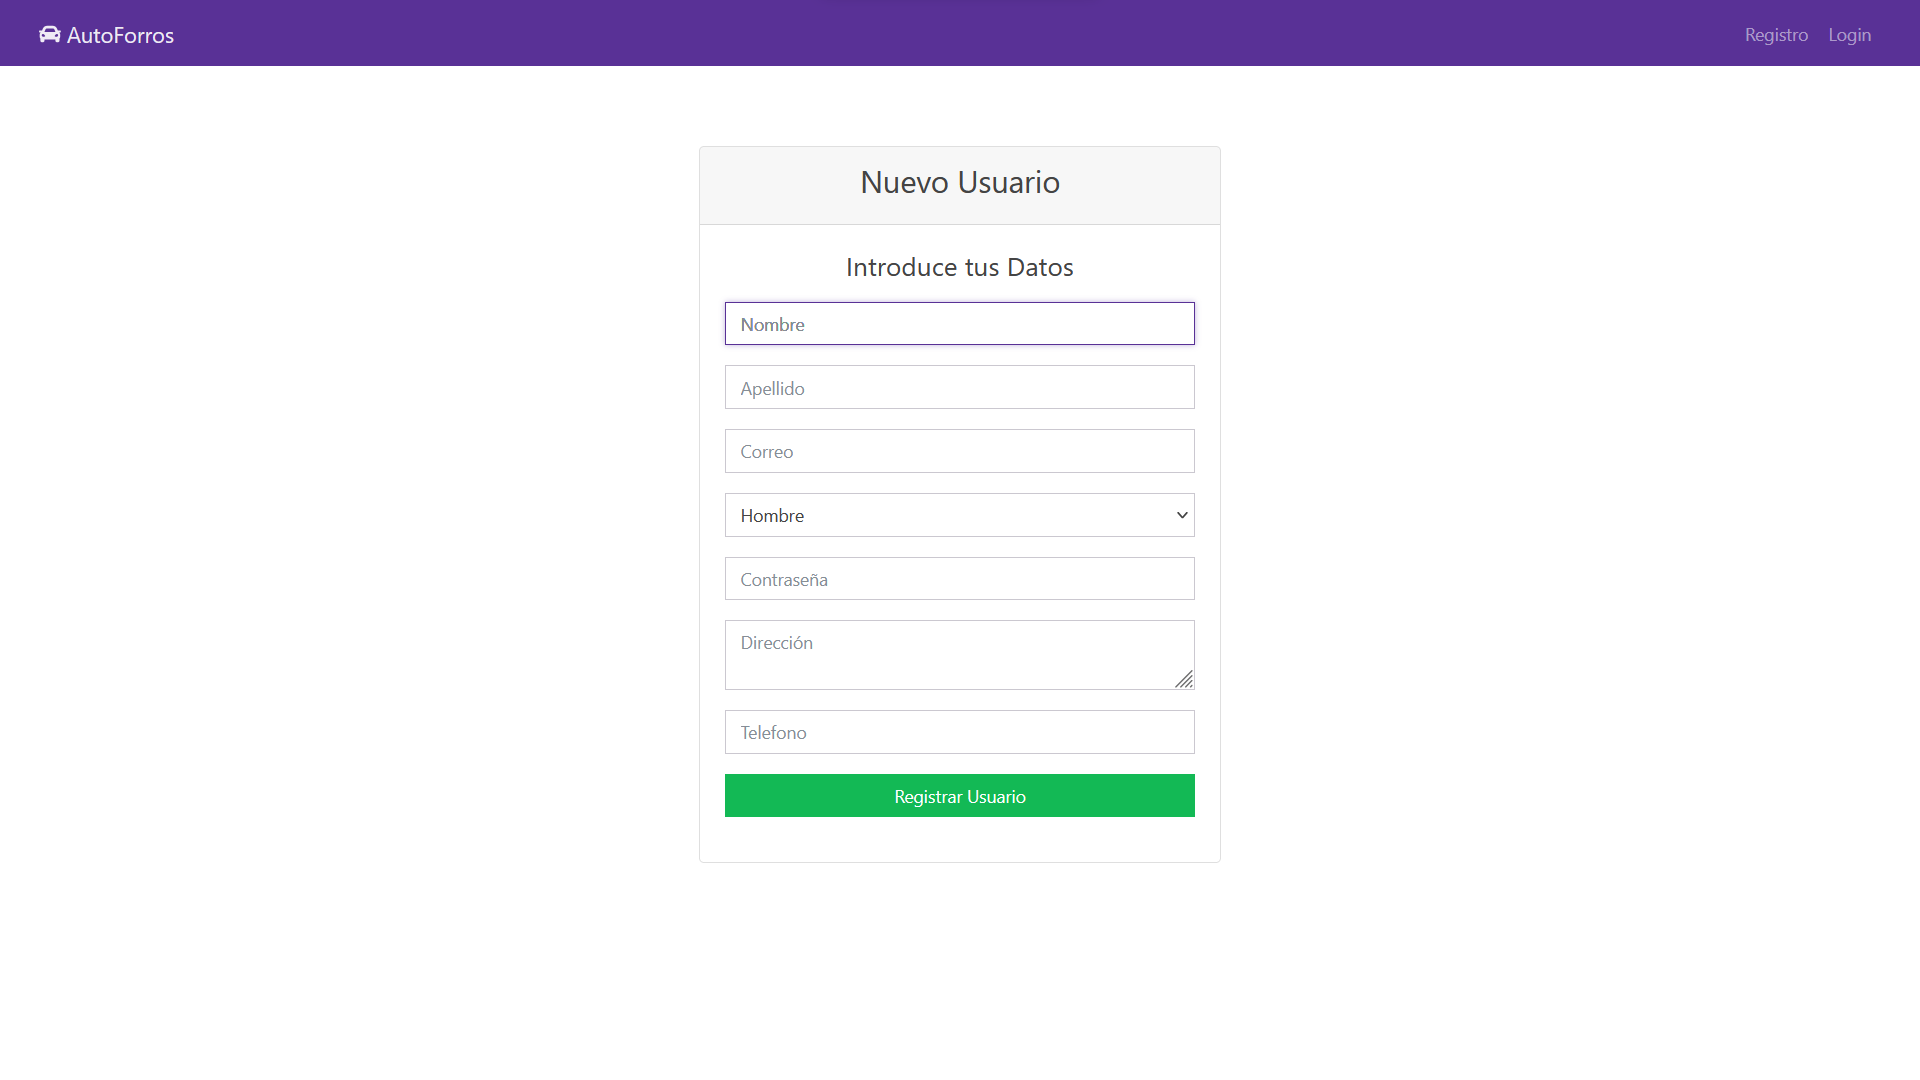 AutoForros
Registro Login
Nuevo Usuario
Introduce tus Datos
Nombre
Apellido
Correo
Hombre
Contraseña
Dirección
Telefono
Registrar Usuario